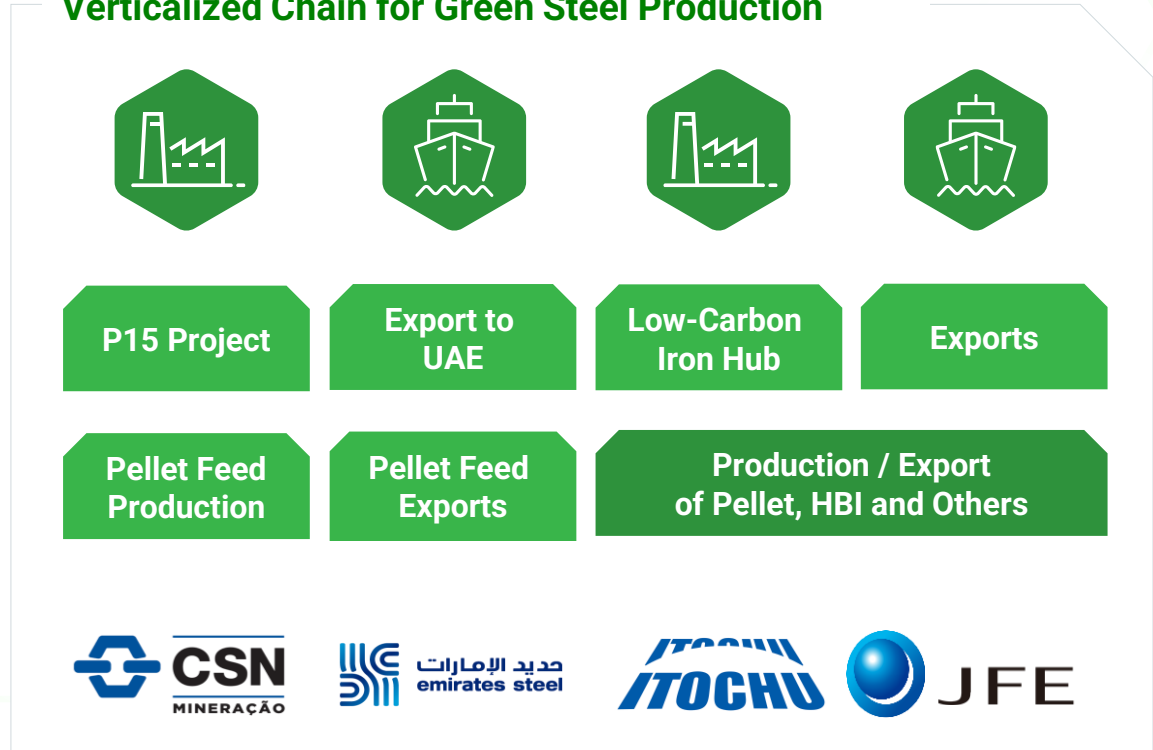 Verticalized Chain for Green Steel Production
P15 Project
Export to
UAE
Low-Carbon
Iron Hub
Exports
Pellet Feed
Production
Pellet Feed
Exports
Production / Export
of Pellet, HBI and Others
CSN
MINERAÇÃO
حديد الإمارات
emirates steel
ITOCHU
ITOCHU
JFE